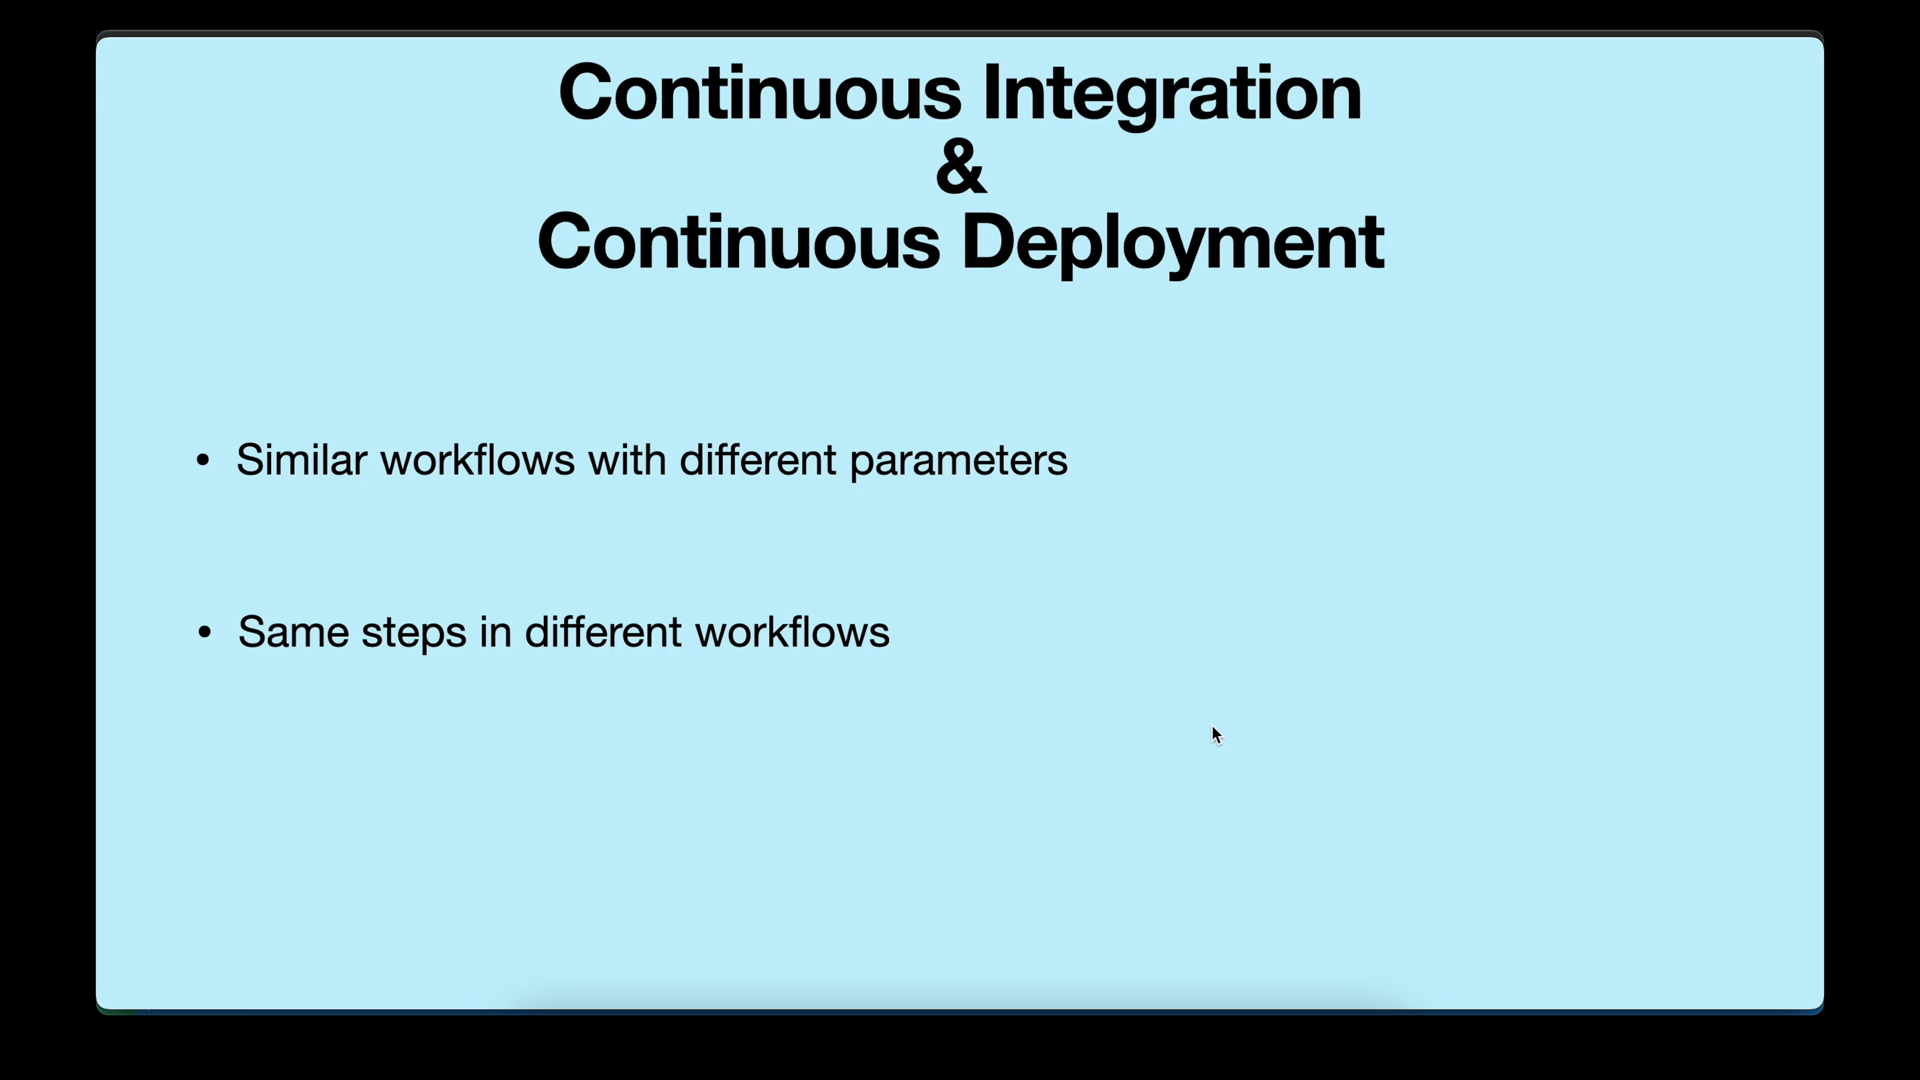 Continuous Integration
&
Continuous Deployment
• Similar workflows with different parameters
• Same steps in different workflows